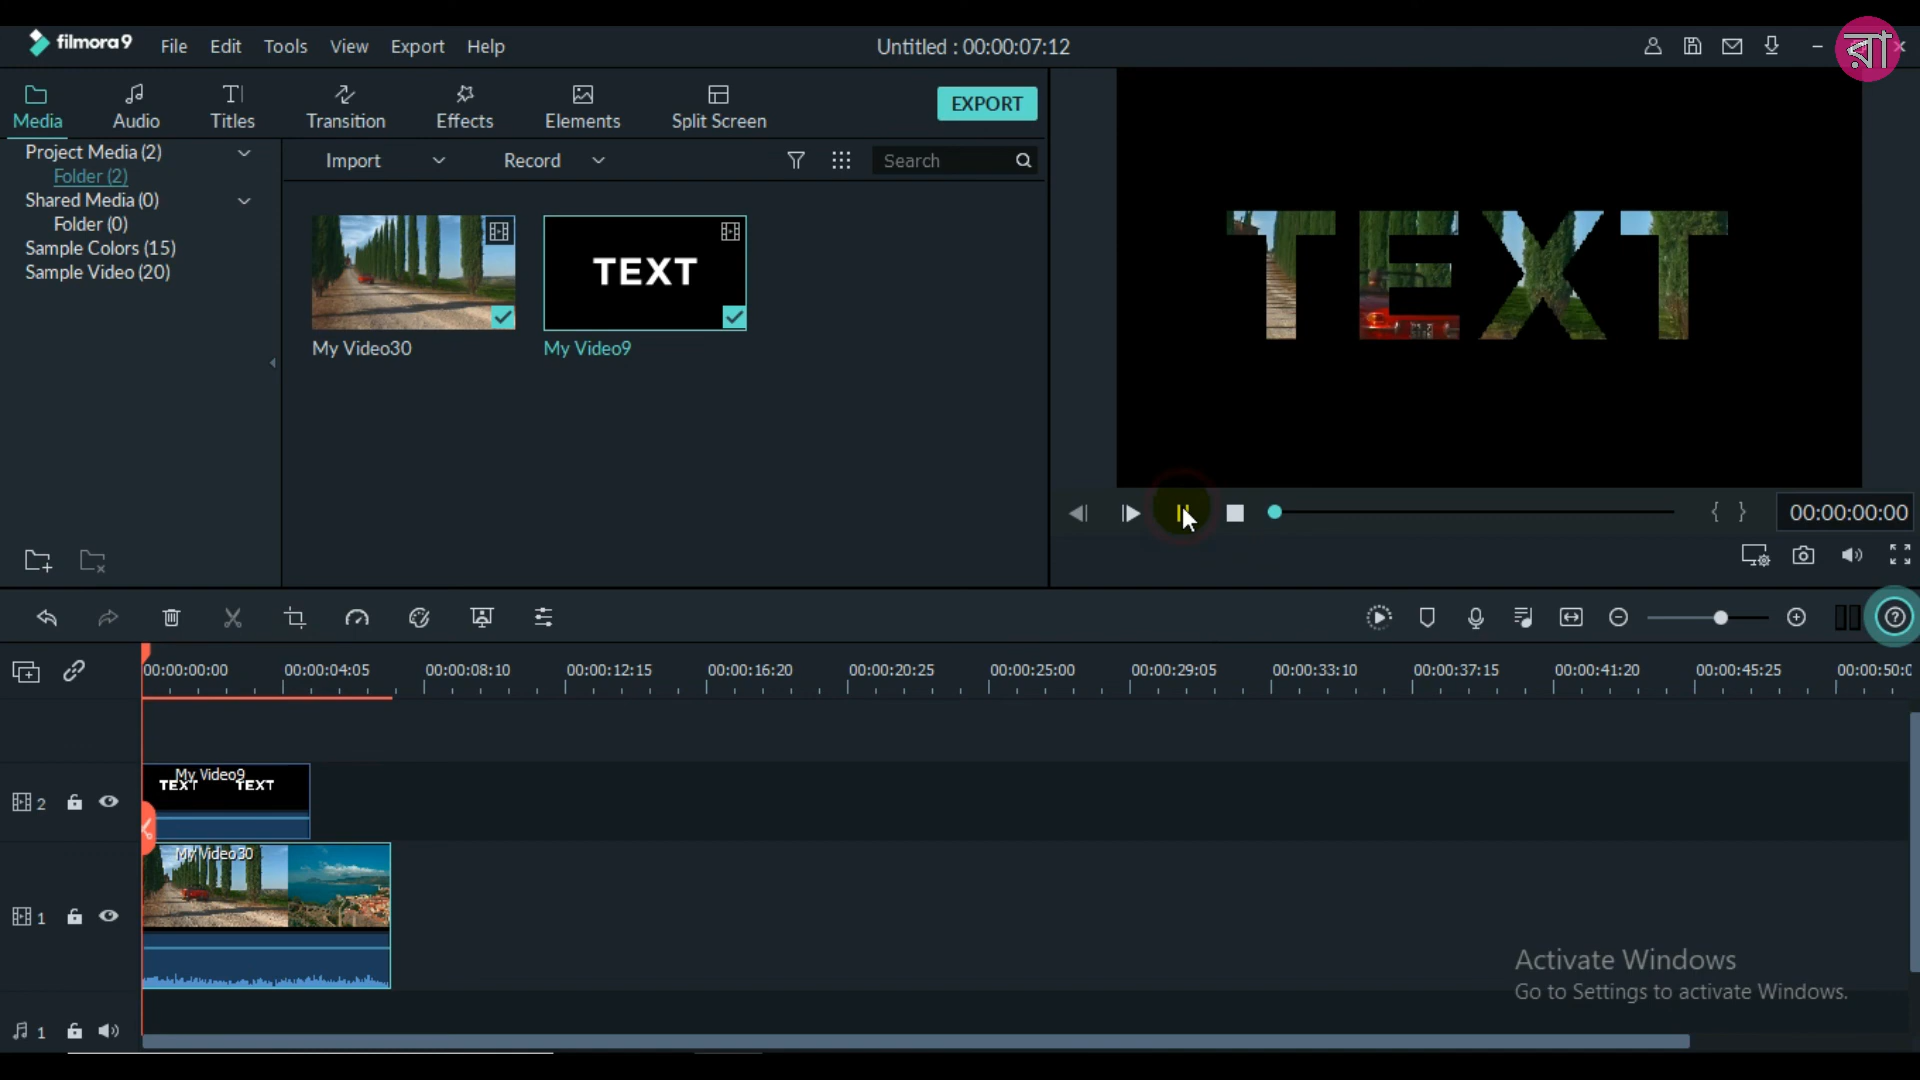 filmora9 File Edit Tools View Export Help Untitled : 00:00:07:12
রা
Media Audio Titles Transition Effects Elements Split Screen EXPORT
Project Media (2)
Folder (2)
Shared Media (0)
Folder (0)
Sample Colors (15)
Sample Video (20)
Import Record Search
TEXT
My Video30 My Video9
TEXT
00:00:00:00
00:00:00:00 00:00:04:05 00:00:08:10 00:00:12:15 00:00:16:20 00:00:20:25 00:00:25:00 00:00:29:05 00:00:33:10 00:00:37:15 00:00:41:20 00:00:45:25 00:00:50:0
My Video9
TEXT TEXT
2
My Video30
1
Activate Windows
Go to Settings to activate Windows.
1